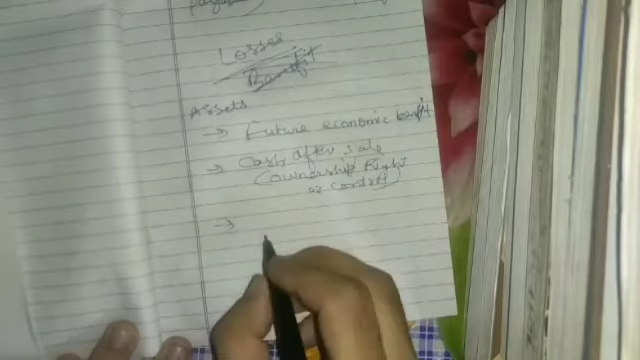 Losses
Benefit
Assets
→ Future economic benefit
→ Cash after sale
(ownership Right
or control)
→